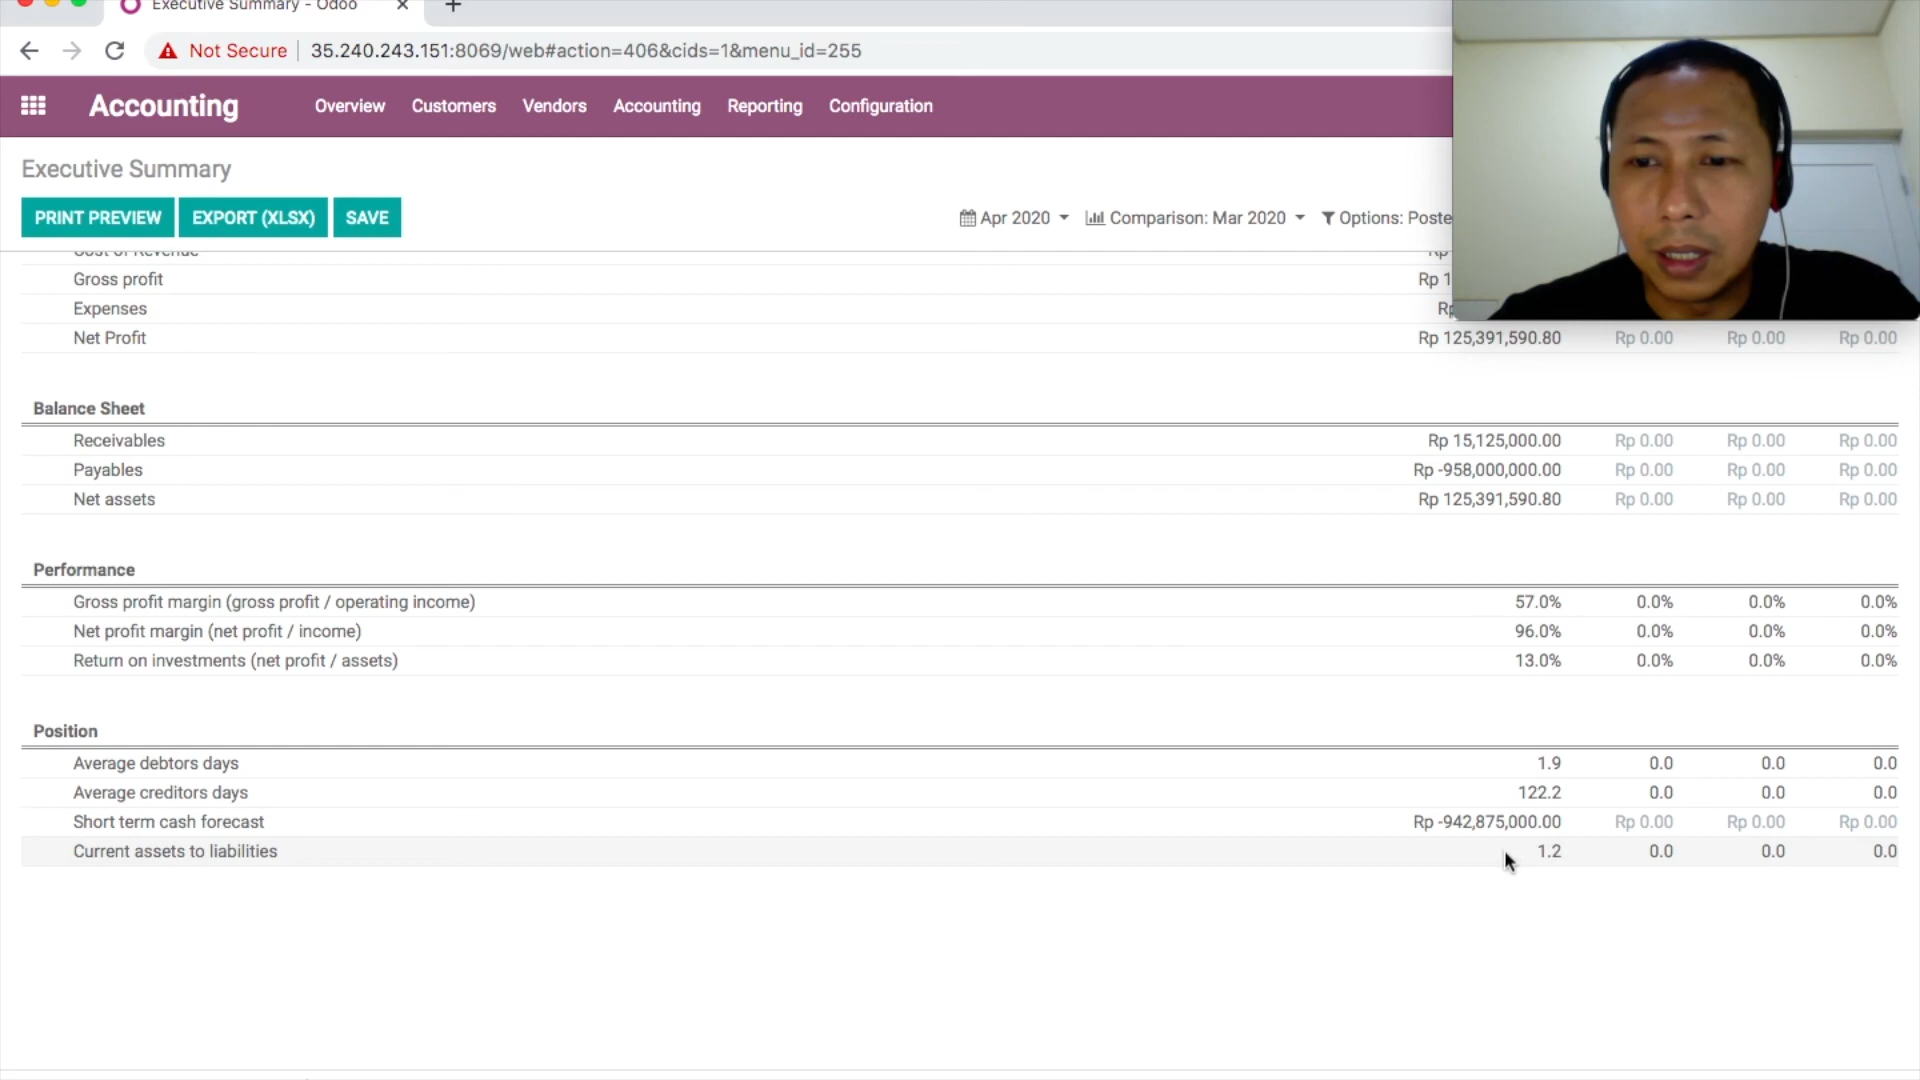 Executive Summary - Odoo
Not Secure 35.240.243.151:8069/web#action=406&cids=1&menu_id=255
Accounting Overview Customers Vendors Accounting Reporting Configuration
Executive Summary
PRINT PREVIEW EXPORT (XLSX) SAVE Apr 2020 Comparison: Mar 2020 Options: Poste
Cost of Revenue Rp
Gross profit Rp 1
Expenses Rp
Net Profit Rp 125,391,590.80 Rp 0.00 Rp 0.00 Rp 0.00
Balance Sheet
Receivables Rp 15,125,000.00 Rp 0.00 Rp 0.00 Rp 0.00
Payables Rp -958,000,000.00 Rp 0.00 Rp 0.00 Rp 0.00
Net assets Rp 125,391,590.80 Rp 0.00 Rp 0.00 Rp 0.00
Performance
Gross profit margin (gross profit / operating income) 57.0% 0.0% 0.0% 0.0%
Net profit margin (net profit / income) 96.0% 0.0% 0.0% 0.0%
Return on investments (net profit / assets) 13.0% 0.0% 0.0% 0.0%
Position
Average debtors days 1.9 0.0 0.0 0.0
Average creditors days 122.2 0.0 0.0 0.0
Short term cash forecast Rp -942,875,000.00 Rp 0.00 Rp 0.00 Rp 0.00
Current assets to liabilities 1.2 0.0 0.0 0.0